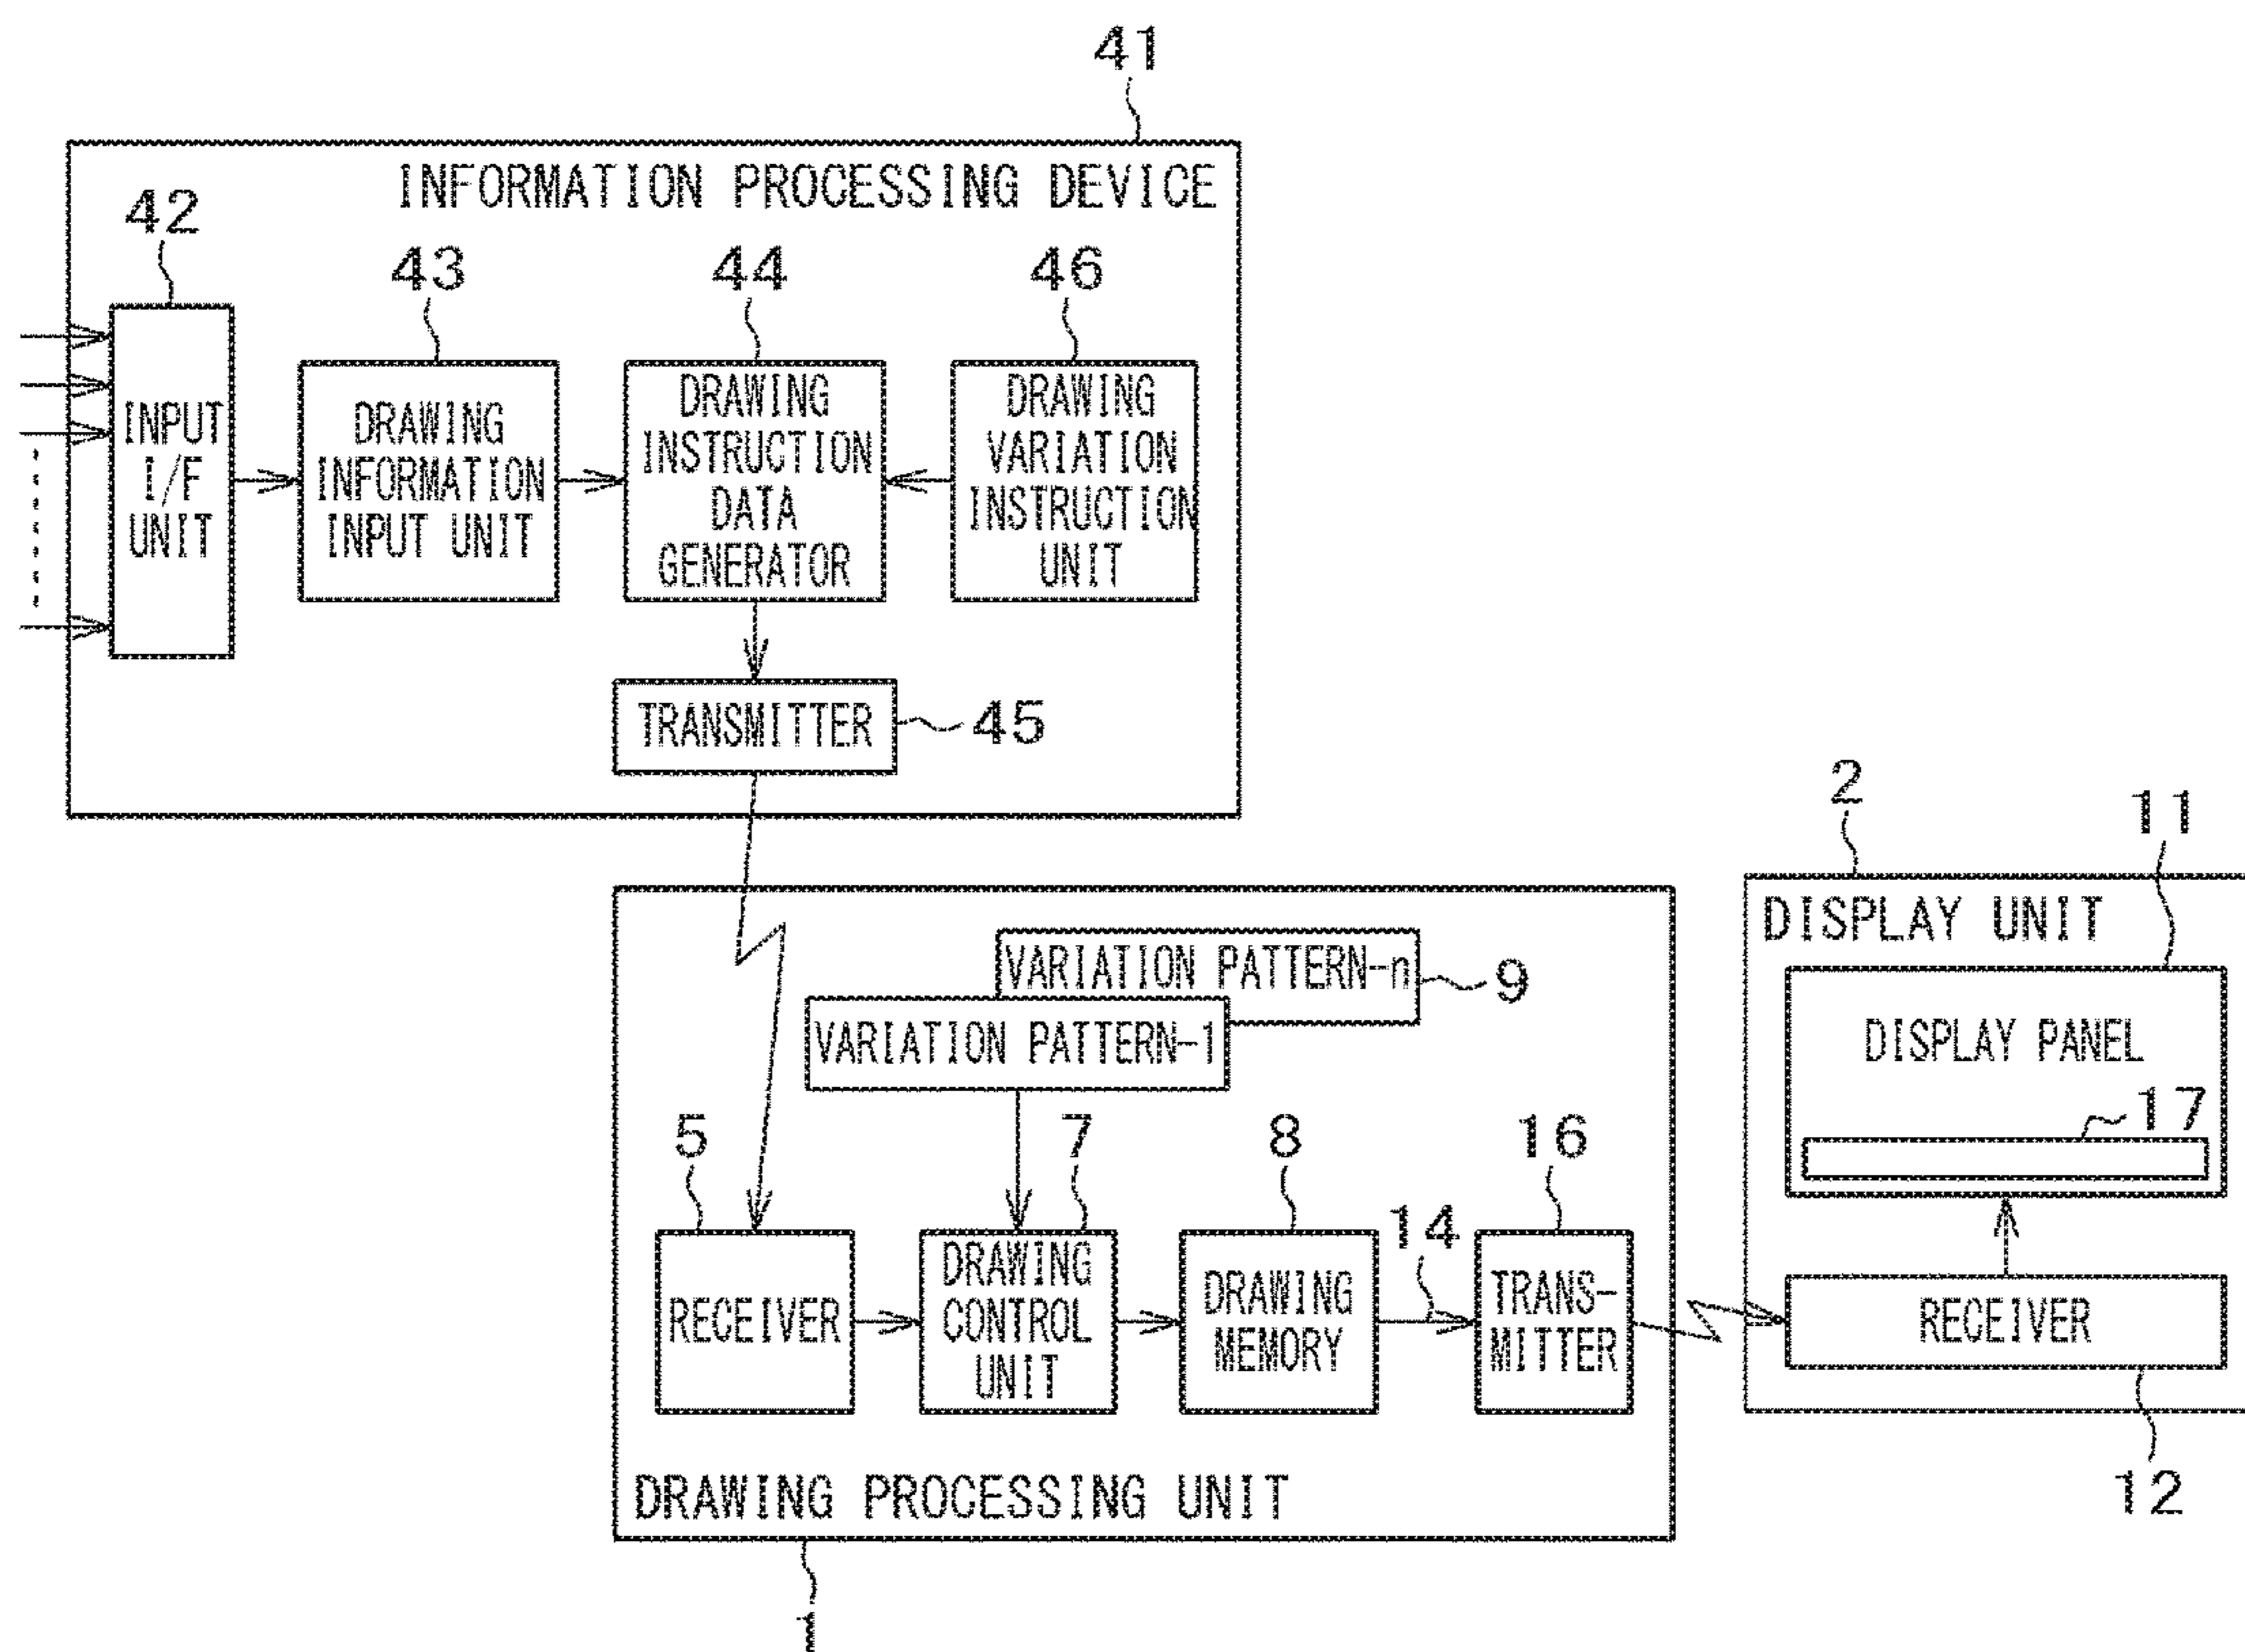 41
INFORMATION PROCESSING DEVICE
42
43
44
46
INPUT
I/F
UNIT
DRAWING
INFORMATION
INPUT UNIT
DRAWING
INSTRUCTION
DATA
GENERATOR
DRAWING
VARIATION
INSTRUCTION
UNIT
TRANSMITTER
45
2
11
DISPLAY UNIT
DISPLAY PANEL
17
RECEIVER
12
VARIATION PATTERN-n
9
VARIATION PATTERN-1
5
7
8
14
16
RECEIVER
DRAWING
CONTROL
UNIT
DRAWING
MEMORY
TRANS-
MITTER
DRAWING PROCESSING UNIT
1